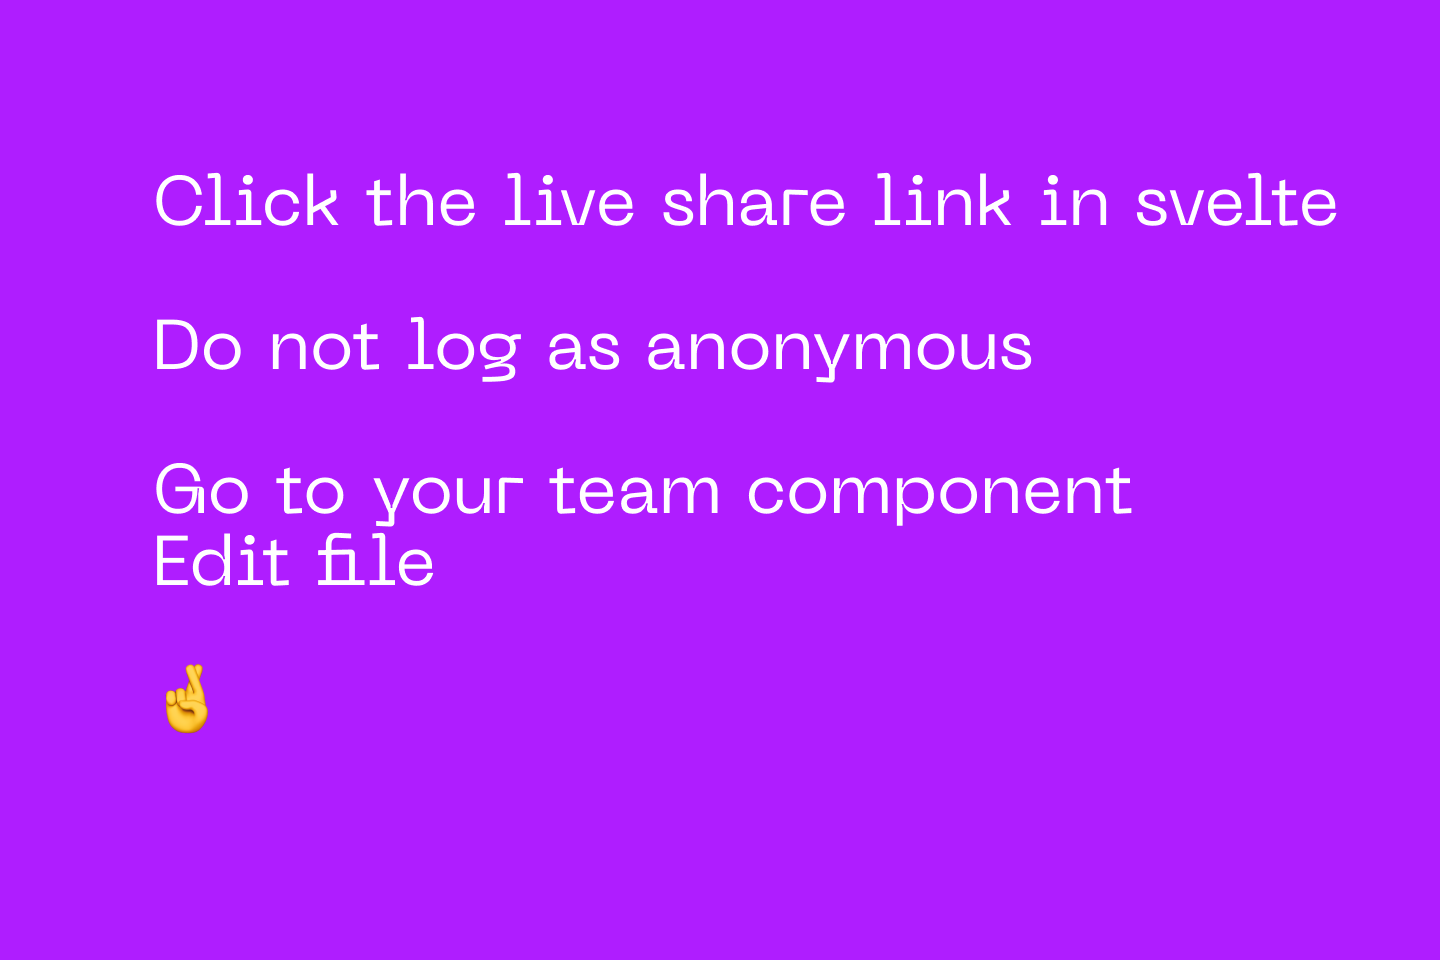 Click the live share link in svelte
Do not log as anonymous
Go to your team component
Edit file
🤞